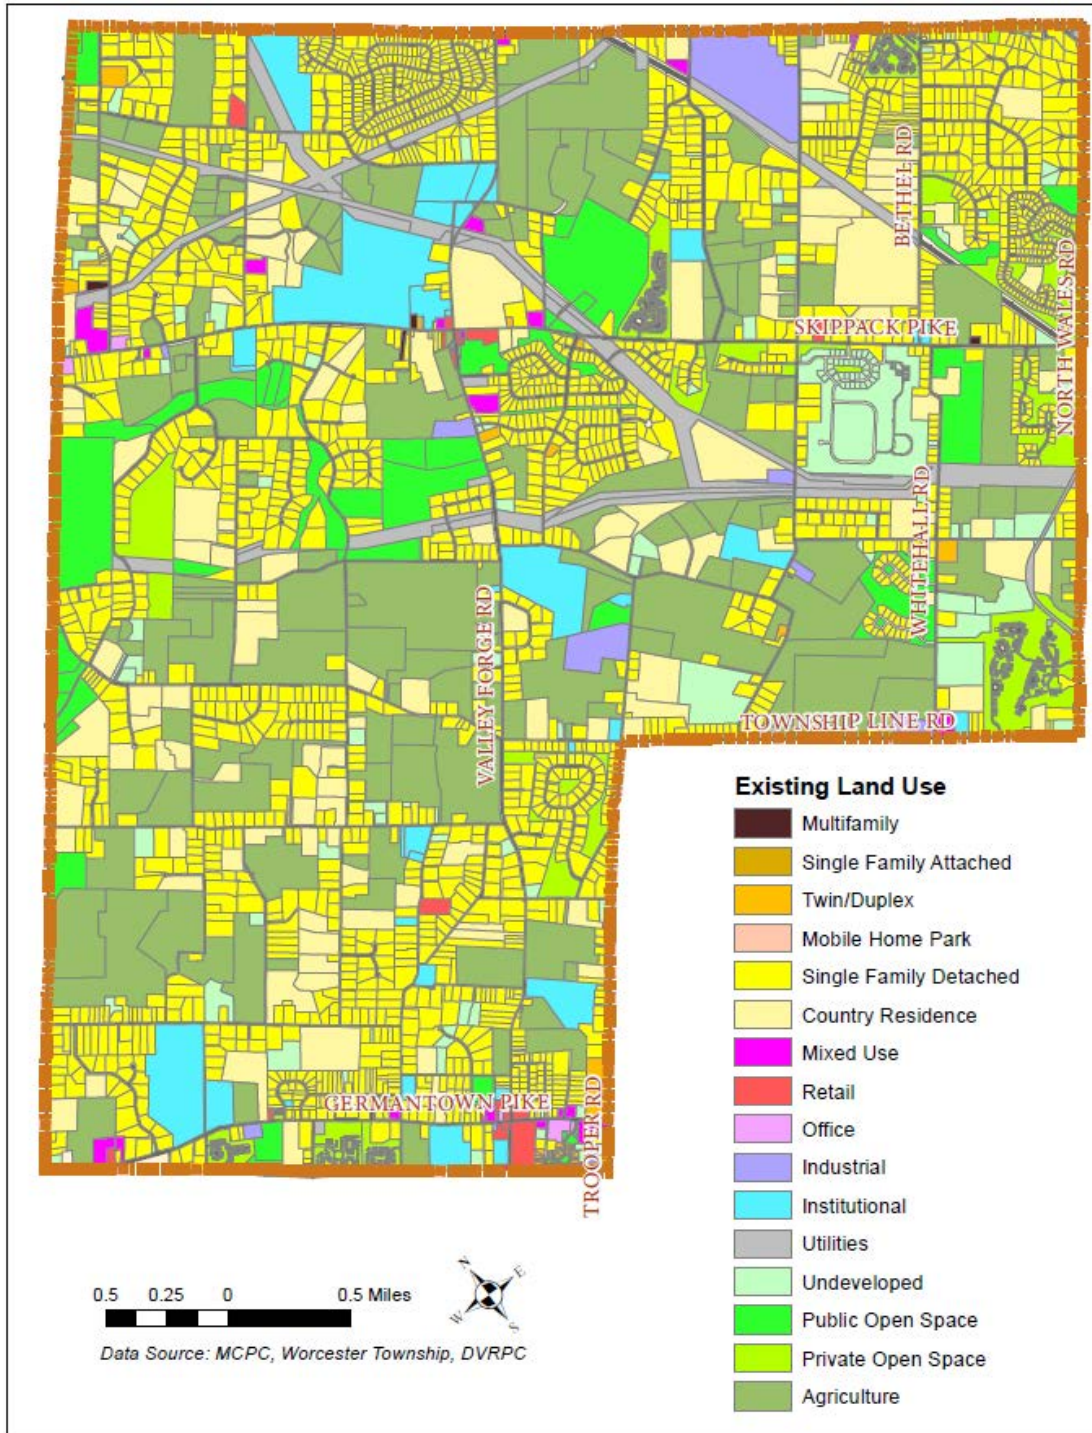 BETHEL RD
NORTH WALES RD
SKIPPACK PIKE
WHITEHALL RD
VALLEY FORGE RD
TOWNSHIP LINE RD
GERMANTOWN PIKE
TROOPER RD
Existing Land Use
Multifamily
Single Family Attached
Twin/Duplex
Mobile Home Park
Single Family Detached
Country Residence
Mixed Use
Retail
Office
Industrial
Institutional
Utilities
Undeveloped
Public Open Space
Private Open Space
Agriculture
0.5 0.25 0 0.5 Miles
N
E
W
S
Data Source: MCPC, Worcester Township, DVRPC